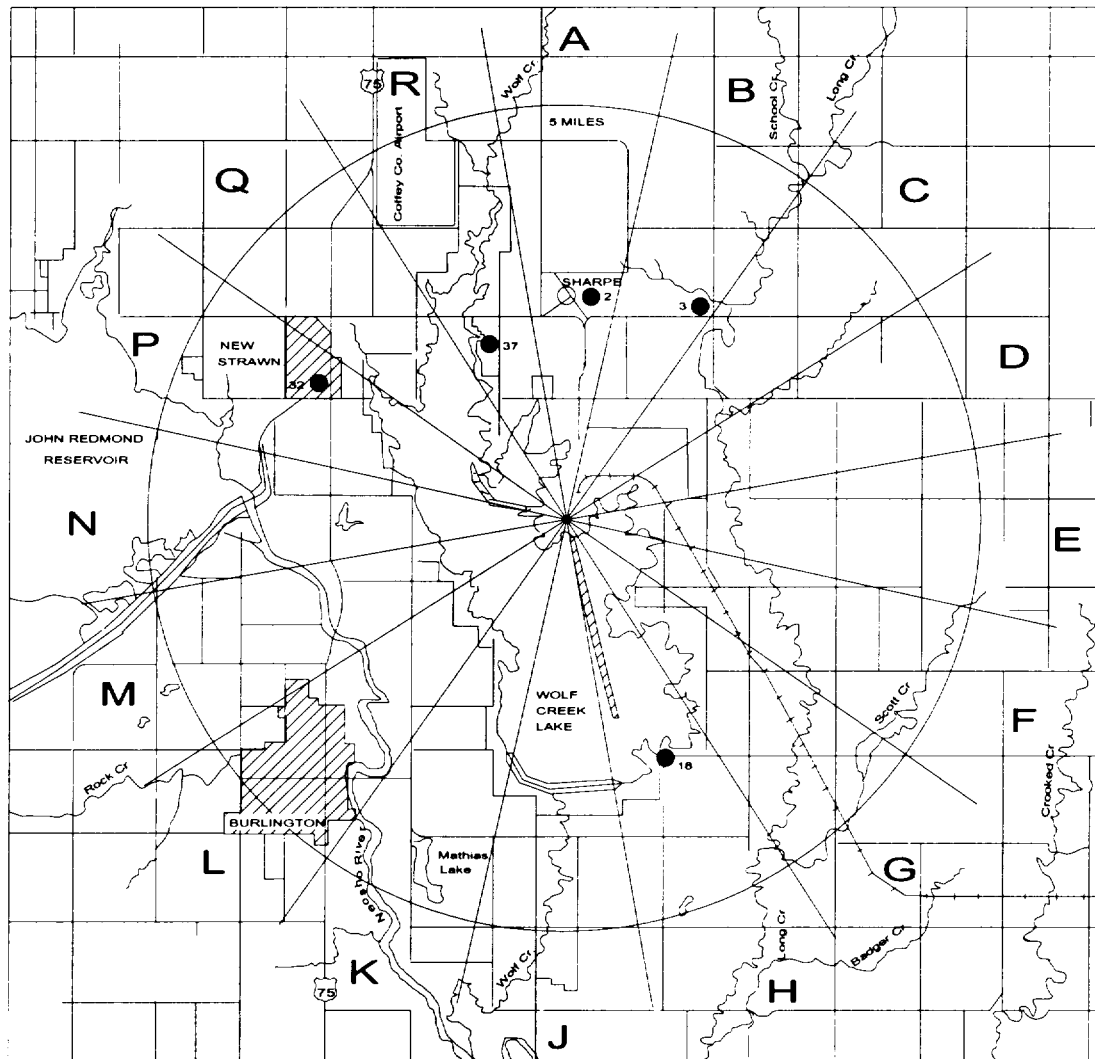 A
R
75
Wolf Cr
B
School Cr
Long Cr.
5 MILES
Coffey Co. Airport
Q
C
SHARPE
2
3
P
NEW
STRAWN
37
D
32
JOHN REDMOND
RESERVOIR
N
E
M
WOLF
CREEK
LAKE
Scott Cr
F
18
Rock Cr
Crooked Cr
BURLINGTON
L
Neosho River
Mathias
Lake
G
Long Cr
Badger Cr
K
Wolf Cr.
75
H
J